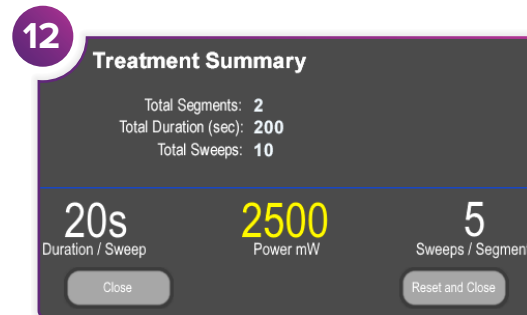 12
Treatment Summary
Total Segments: 2
Total Duration (sec): 200
Total Sweeps: 10
20s 2500 5
Duration / Sweep Power mW Sweeps / Segment
Close Reset and Close